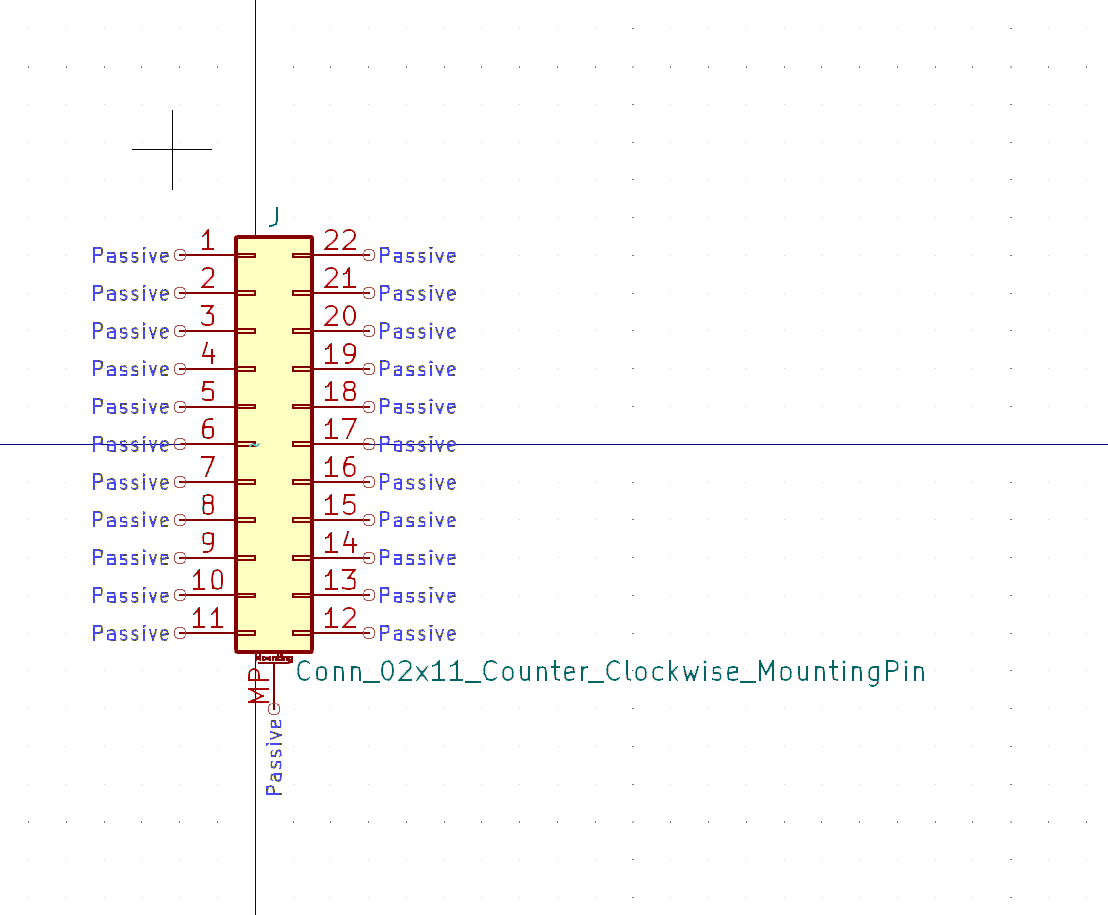 J
Passive 1 22 Passive
Passive 2 21 Passive
Passive 3 20 Passive
Passive 4 19 Passive
Passive 5 18 Passive
Passive 6 17 Passive
Passive 7 16 Passive
Passive 8 15 Passive
Passive 9 14 Passive
Passive 10 13 Passive
Passive 11 12 Passive
Mounting
Conn_02x11_Counter_Clockwise_MountingPin
MP
Passive